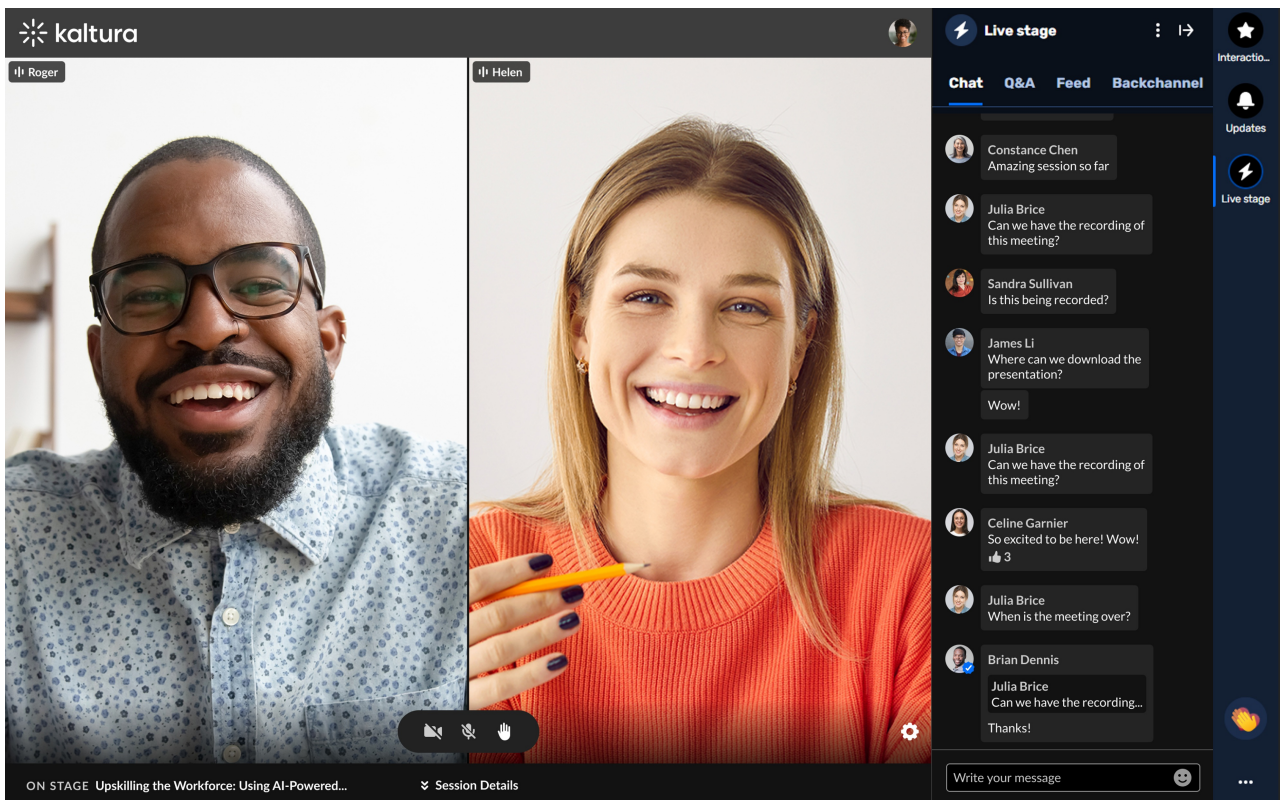 kaltura
Roger
Helen
ON STAGE Upskilling the Workforce: Using AI-Powered...
Session Details
Live stage
Chat Q&A Feed Backchannel
Constance Chen
Amazing session so far
Julia Brice
Can we have the recording of
this meeting?
Sandra Sullivan
Is this being recorded?
James Li
Where can we download the
presentation?
Wow!
Julia Brice
Can we have the recording of
this meeting?
Celine Garnier
So excited to be here! Wow!
3
Julia Brice
When is the meeting over?
Brian Dennis
Julia Brice
Can we have the recording...
Thanks!
Write your message
Interactio...
Updates
Live stage